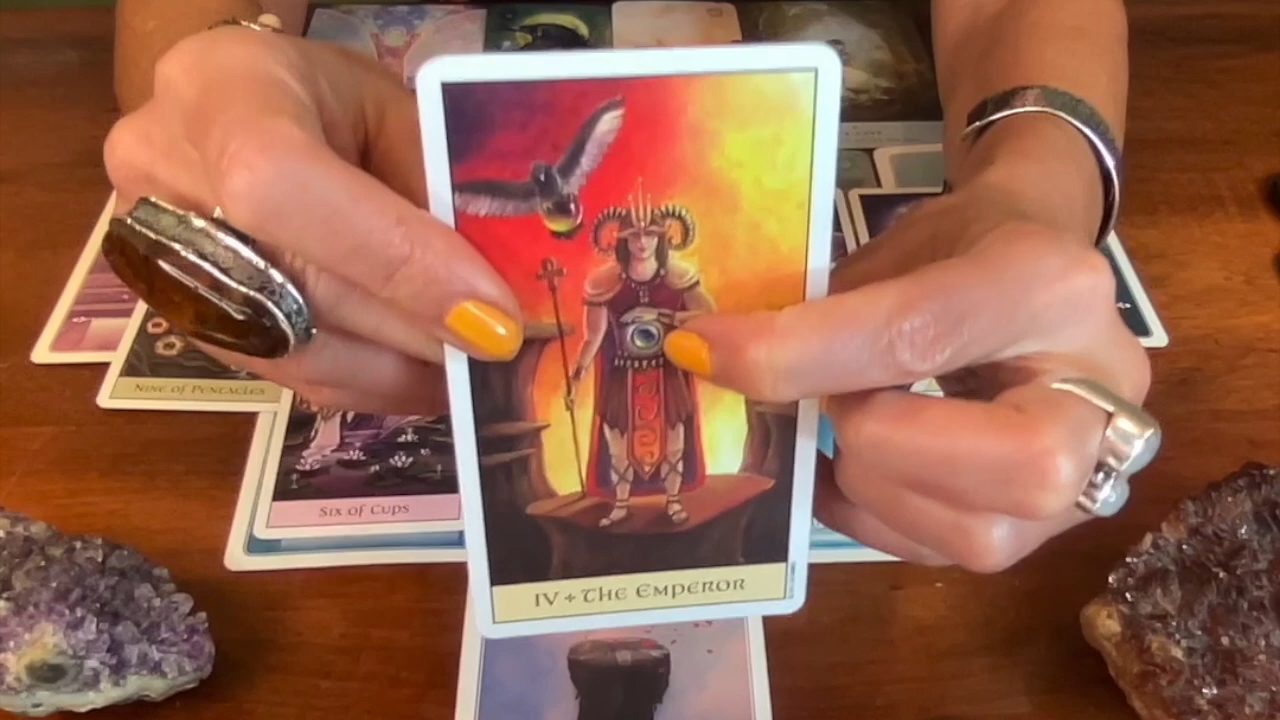 NINE OF PENTACLES
SIX OF CUPS
IV + THE EMPEROR